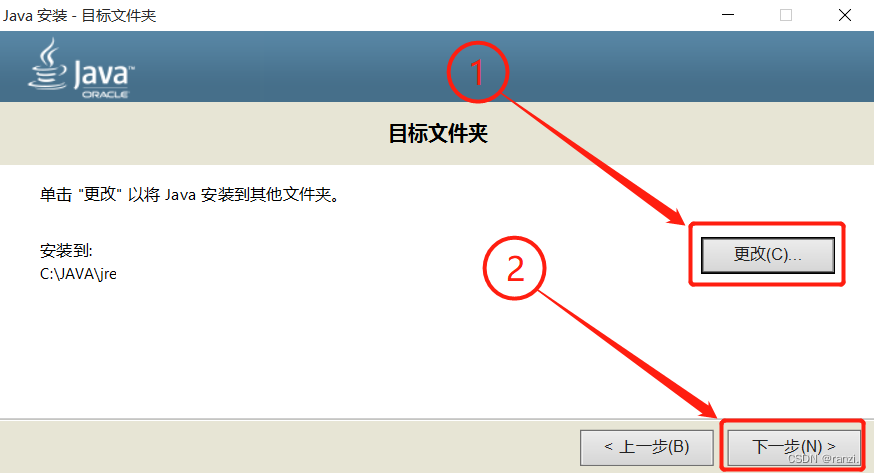 Java 安装 - 目标文件夹
Java™
ORACLE
1
目标文件夹
单击 "更改" 以将 Java 安装到其他文件夹。
安装到:
C:\JAVA\jre
更改(C)...
2
< 上一步(B)
下一步(N) >
CSDN @ranzi.